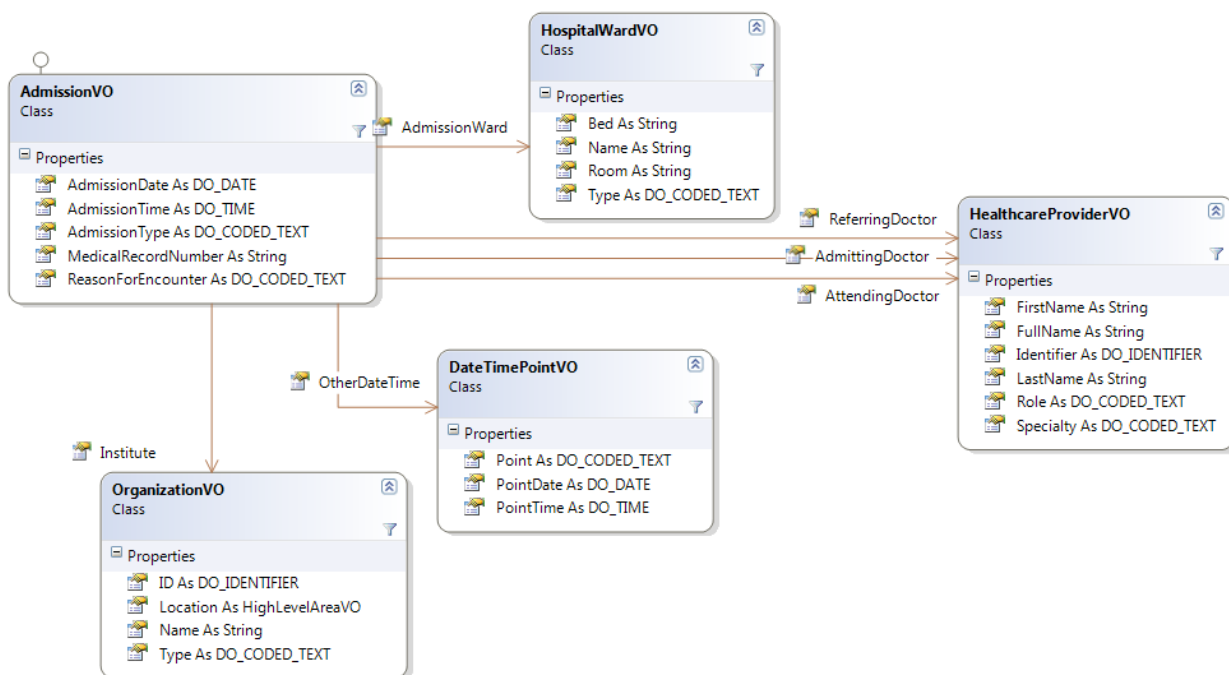 HospitalWardVO
Class
Properties
Bed As String
Name As String
Room As String
Type As DO_CODED_TEXT
AdmissionVO
Class
Properties
AdmissionDate As DO_DATE
AdmissionTime As DO_TIME
AdmissionType As DO_CODED_TEXT
MedicalRecordNumber As String
ReasonForEncounter As DO_CODED_TEXT
AdmissionWard
ReferringDoctor
AdmittingDoctor
AttendingDoctor
HealthcareProviderVO
Class
Properties
FirstName As String
FullName As String
Identifier As DO_IDENTIFIER
LastName As String
Role As DO_CODED_TEXT
Specialty As DO_CODED_TEXT
OtherDateTime
DateTimePointVO
Class
Properties
Point As DO_CODED_TEXT
PointDate As DO_DATE
PointTime As DO_TIME
Institute
OrganizationVO
Class
Properties
ID As DO_IDENTIFIER
Location As HighLevelAreaVO
Name As String
Type As DO_CODED_TEXT